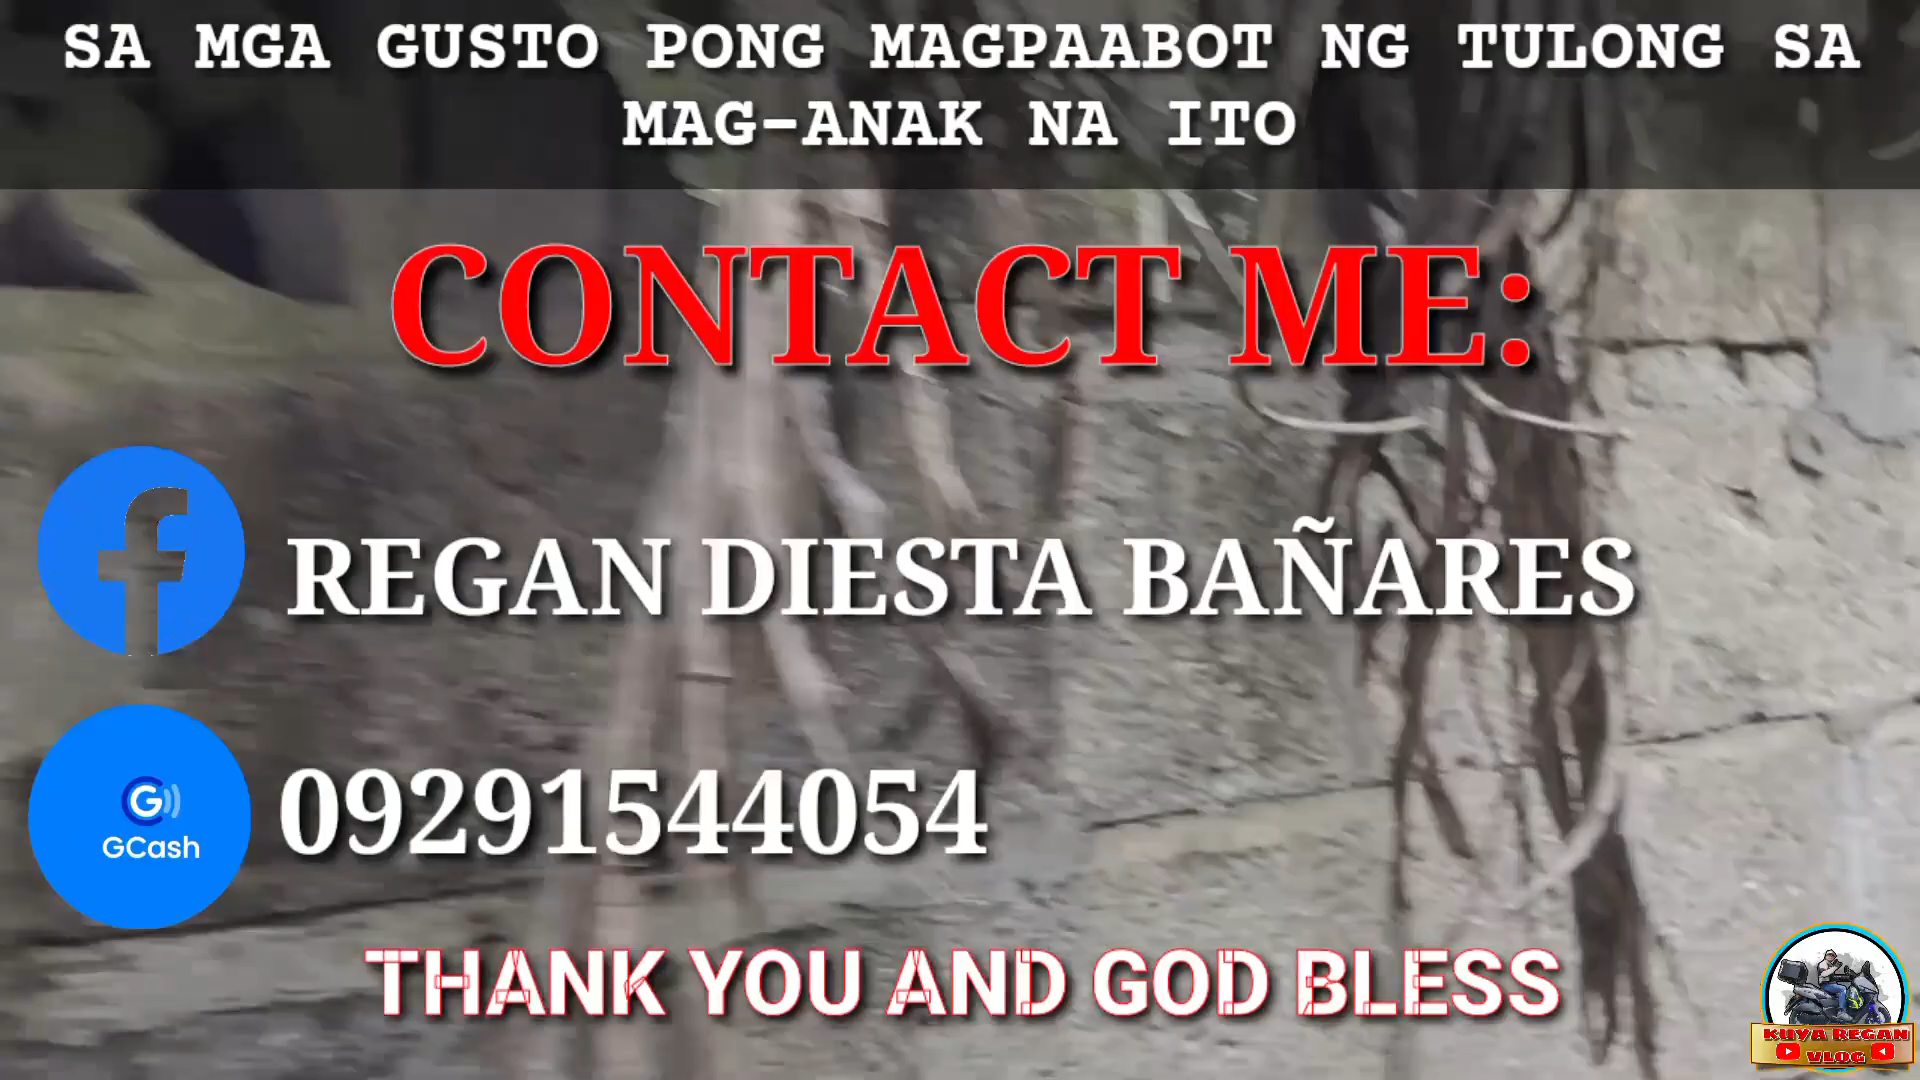 SA MGA GUSTO PONG MAGPAABOT NG TULONG SA
MAG-ANAK NA ITO
CONTACT ME:
REGAN DIESTA BAÑARES
GCash
09291544054
THANK YOU AND GOD BLESS
KUYA REGAN
VLOG